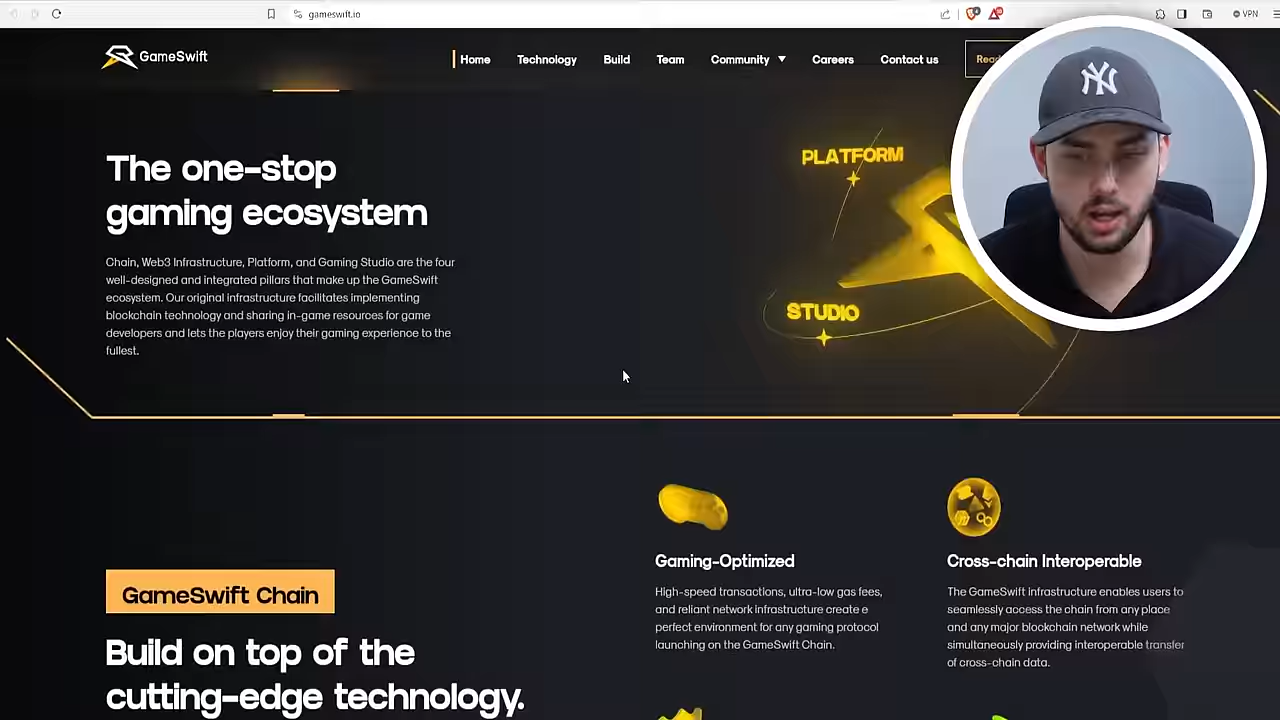 gameswift.io
VPN
GameSwift
Home
Technology
Build
Team
Community
Careers
Contact us
The one-stop
gaming ecosystem
Chain, Web3 Infrastructure, Platform, and Gaming Studio are the four
well-designed and integrated pillars that make up the GameSwift
ecosystem. Our original infrastructure facilitates implementing
blockchain technology and sharing in-game resources for game
developers and lets the players enjoy their gaming experience to the
fullest.
PLATFORM
STUDIO
NY
GameSwift Chain
Build on top of the
cutting-edge technology.
Gaming-Optimized
High-speed transactions, ultra-low gas fees,
and reliant network infrastructure create e
perfect environment for any gaming protocol
launching on the GameSwift Chain.
Cross-chain Interoperable
The GameSwift infrastructure enables users to
seamlessly access the chain from any place
and any major blockchain network while
simultaneously providing interoperable transfer
of cross-chain data.